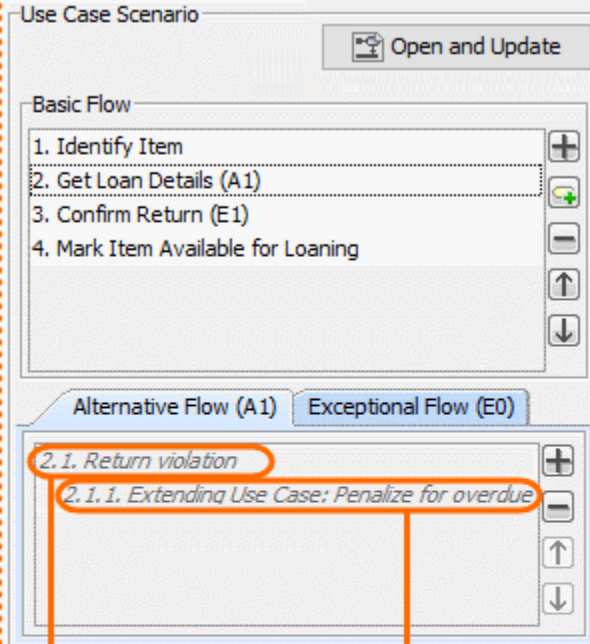 Use Case Scenario
Open and Update
Basic Flow
1. Identify Item
2. Get Loan Details (A1)
3. Confirm Return (E1)
4. Mark Item Available for Loaning
Alternative Flow (A1) Exceptional Flow (E0)
2.1. Return violation
2.1.1. Extending Use Case: Penalize for overdue